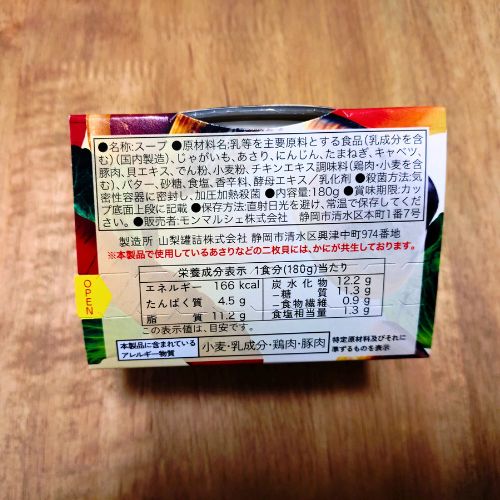 ●名称:スープ ●原材料名:乳等を主要原料とする食品(乳成分を含
む)(国内製造)、じゃがいも、あさり、にんじん、たまねぎ、キャベツ、
豚肉、貝エキス、でん粉、小麦粉、チキンエキス調味料(鶏肉・小麦を含
む)、バター、砂糖、食塩、香辛料、酵母エキス/乳化剤 ●殺菌方法:気
密性容器に密封し、加圧加熱殺菌 ●内容量:180g ●賞味期限:カッ
プ底面上段に記載 ●保存方法:直射日光を避け、常温で保存してくださ
い。●販売者:モンマルシェ株式会社 静岡市清水区本町1番7号
製造所 山梨罐詰株式会社 静岡市清水区興津中町974番地
※本製品で使用しているあさりなどの二枚貝には、かにが共生しております。
栄養成分表示 1食分(180g)当たり
エネルギー 166 kcal
たんぱく質 4.5 g
脂質 11.2 g
炭水化物 12.2 g
-糖質 11.3 g
-食物繊維 0.9 g
食塩相当量 1.3 g
この表示値は、目安です。
本製品に含まれている
アレルギー物質
小麦・乳成分・鶏肉・豚肉
特定原材料及びそれに
準ずるものを表示
OPEN